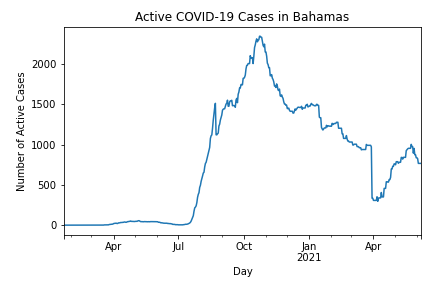 Active COVID-19 Cases in Bahamas
Number of Active Cases
2000
1500
1000
500
0
Apr Jul Oct Jan Apr
2021
Day